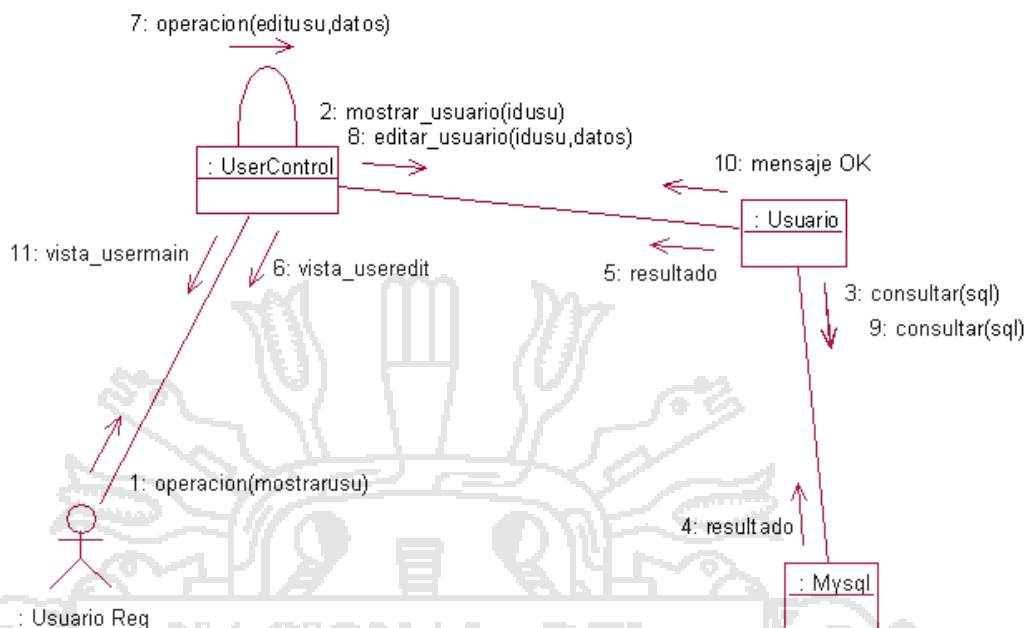 7: operacion(editusu,datos)
2: mostrar_usuario(idusu)
8: editar_usuario(idusu,datos)
: UserControl
10: mensaje OK
: Usuario
11: vista_usermain
6: vista_useredit
5: resultado
3: consultar(sql)
9: consultar(sql)
1: operacion(mostrarusu)
4: resultado
: Mysql
: Usuario Reg